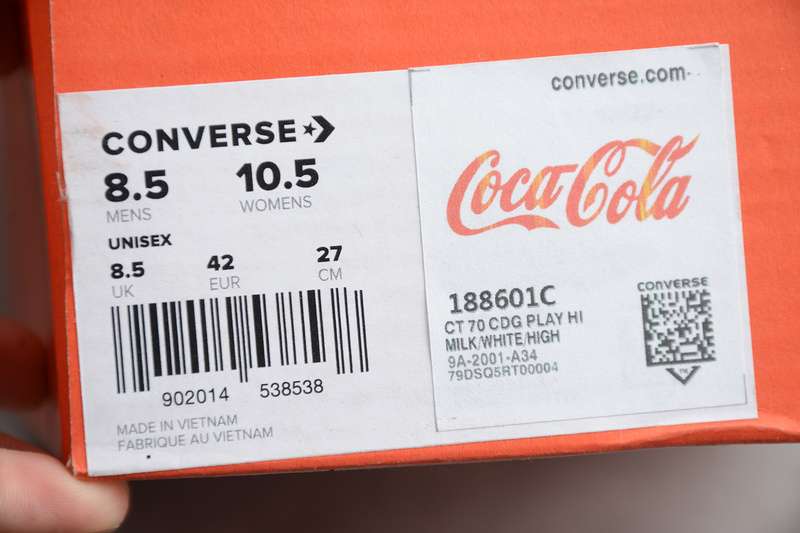 CONVERSE
8.5 10.5
MENS WOMENS
UNISEX
8.5 42 27
UK EUR CM
902014 538538
MADE IN VIETNAM
FABRIQUE AU VIETNAM
converse.com
Coca-Cola
188601C
CT 70 CDG PLAY HI
MILK/WHITE/HIGH
9A-2001-A34
79DSQ5RT00004
CONVERSE
TM